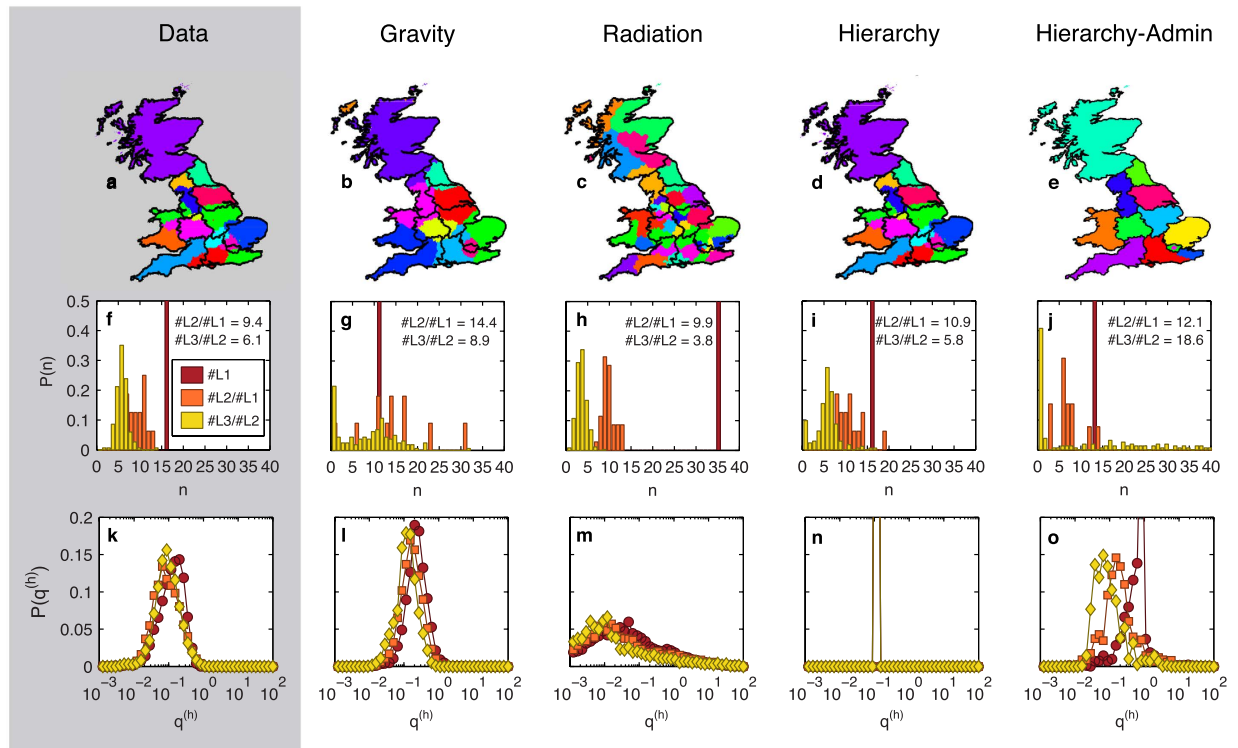 Data Gravity Radiation Hierarchy Hierarchy-Admin
a b c d e
f
#L2/#L1 = 9.4
#L3/#L2 = 6.1
#L1
#L2/#L1
#L3/#L2
P(n)
0.5
0.4
0.3
0.2
0.1
0
0 5 10 15 20 25 30 35 40
n
g
#L2/#L1 = 14.4
#L3/#L2 = 8.9
0 5 10 15 20 25 30 35 40
n
h
#L2/#L1 = 9.9
#L3/#L2 = 3.8
0 5 10 15 20 25 30 35 40
n
i
#L2/#L1 = 10.9
#L3/#L2 = 5.8
0 5 10 15 20 25 30 35 40
n
j
#L2/#L1 = 12.1
#L3/#L2 = 18.6
0 5 10 15 20 25 30 35 40
n
k
P(q^(h))
0.2
0.15
0.1
0.05
0
10^−3 10^−2 10^−1 10^0 10^1 10^2
q^(h)
l
10^−3 10^−2 10^−1 10^0 10^1 10^2
q^(h)
m
10^−3 10^−2 10^−1 10^0 10^1 10^2
q^(h)
n
10^−3 10^−2 10^−1 10^0 10^1 10^2
q^(h)
o
10^−3 10^−2 10^−1 10^0 10^1 10^2
q^(h)